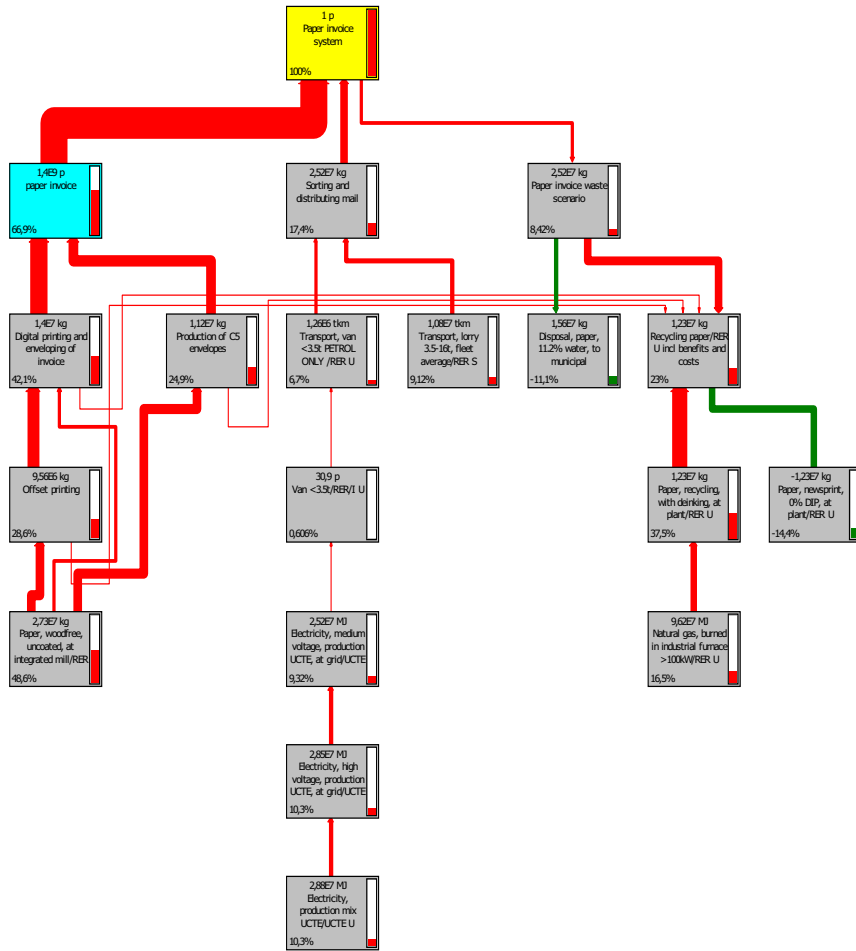 1 p
Paper invoice
system
100%
1,4E9 p
paper invoice
66,9%
2,52E7 kg
Sorting and
distributing mail
17,4%
2,52E7 kg
Paper invoice waste
scenario
8,42%
1,4E7 kg
Digital printing and
enveloping of
invoice
42,1%
1,12E7 kg
Production of C5
envelopes
24,9%
1,26E6 tkm
Transport, van
<3.5t PETROL
ONLY /RER U
6,7%
1,08E7 tkm
Transport, lorry
3.5-16t, fleet
average/RER S
9,12%
1,56E7 kg
Disposal, paper,
11.2% water, to
municipal
-11,1%
1,23E7 kg
Recycling paper/RER
U incl benefits and
costs
23%
9,56E6 kg
Offset printing
28,6%
30,9 p
Van <3.5t/RER/I U
0,606%
1,23E7 kg
Paper, recycling,
with deinking, at
plant/RER U
37,5%
-1,23E7 kg
Paper, newsprint,
0% DIP, at
plant/RER U
-14,4%
2,73E7 kg
Paper, woodfree,
uncoated, at
integrated mill/RER
48,6%
2,52E7 MJ
Electricity, medium
voltage, production
UCTE, at grid/UCTE
9,32%
9,62E7 MJ
Natural gas, burned
in industrial furnace
>100kW/RER U
16,5%
2,85E7 MJ
Electricity, high
voltage, production
UCTE, at grid/UCTE
10,3%
2,88E7 MJ
Electricity,
production mix
UCTE/UCTE U
10,3%